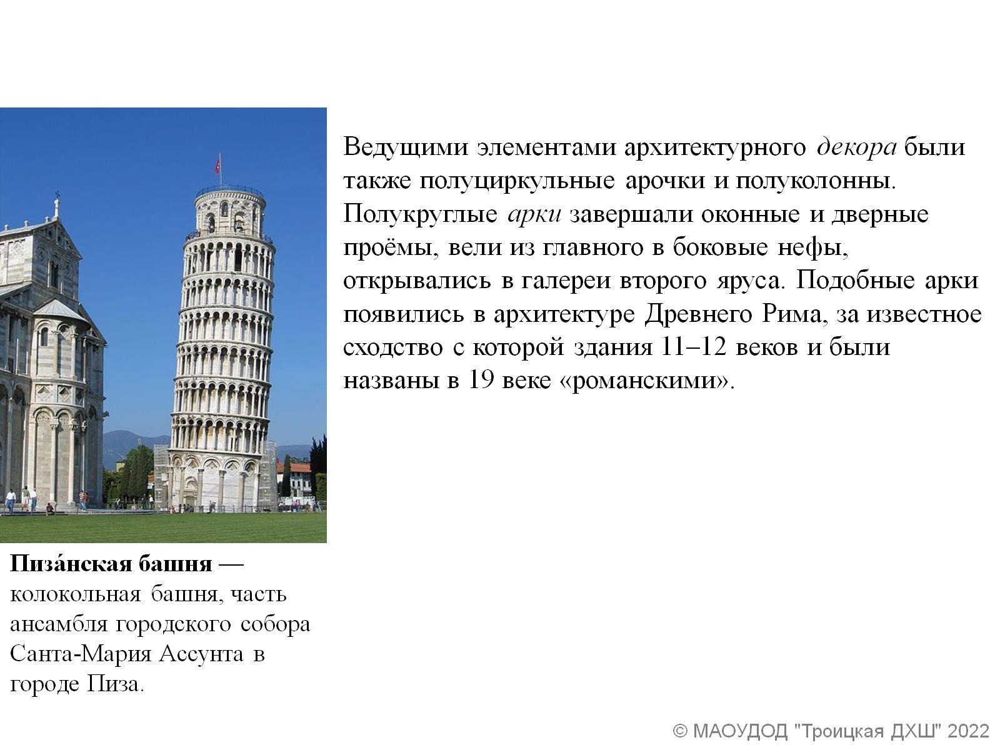 Ведущими элементами архитектурного декора были
также полуциркульные арочки и полуколонны.
Полукруглые арки завершали оконные и дверные
проёмы, вели из главного в боковые нефы,
открывались в галереи второго яруса. Подобные арки
появились в архитектуре Древнего Рима, за известное
сходство с которой здания 11–12 веков и были
названы в 19 веке «романскими».
Пиза́нская башня —
колокольная башня, часть
ансамбля городского собора
Санта-Мария Ассунта в
городе Пиза.
© МАОУДОД "Троицкая ДХШ" 2022